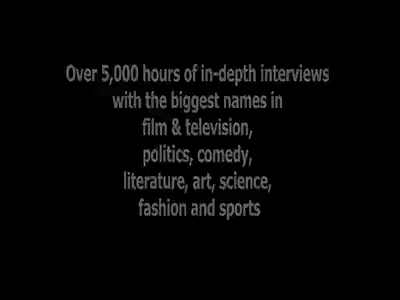 Over 5,000 hours of in-depth interviews
with the biggest names in
film & television,
politics, comedy,
literature, art, science,
fashion and sports